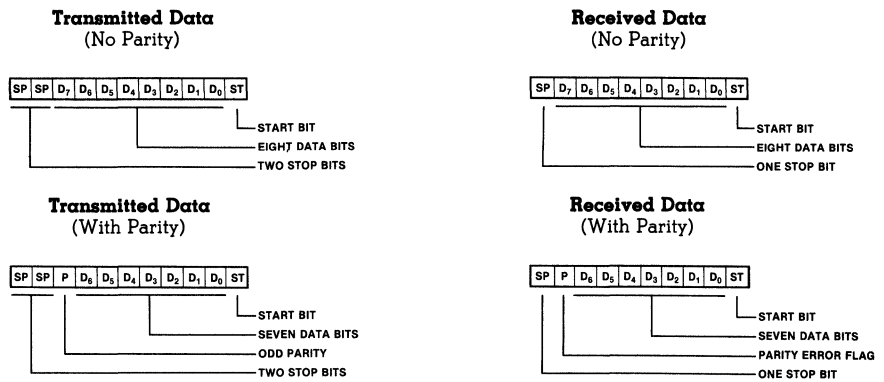 Transmitted Data
(No Parity)
SP SP D₇ D₆ D₅ D₄ D₃ D₂ D₁ D₀ ST
START BIT
EIGHT DATA BITS
TWO STOP BITS
Received Data
(No Parity)
SP D₇ D₆ D₅ D₄ D₃ D₂ D₁ D₀ ST
START BIT
EIGHT DATA BITS
ONE STOP BIT
Transmitted Data
(With Parity)
SP SP P D₆ D₅ D₄ D₃ D₂ D₁ D₀ ST
START BIT
SEVEN DATA BITS
ODD PARITY
TWO STOP BITS
Received Data
(With Parity)
SP P D₆ D₅ D₄ D₃ D₂ D₁ D₀ ST
START BIT
SEVEN DATA BITS
PARITY ERROR FLAG
ONE STOP BIT